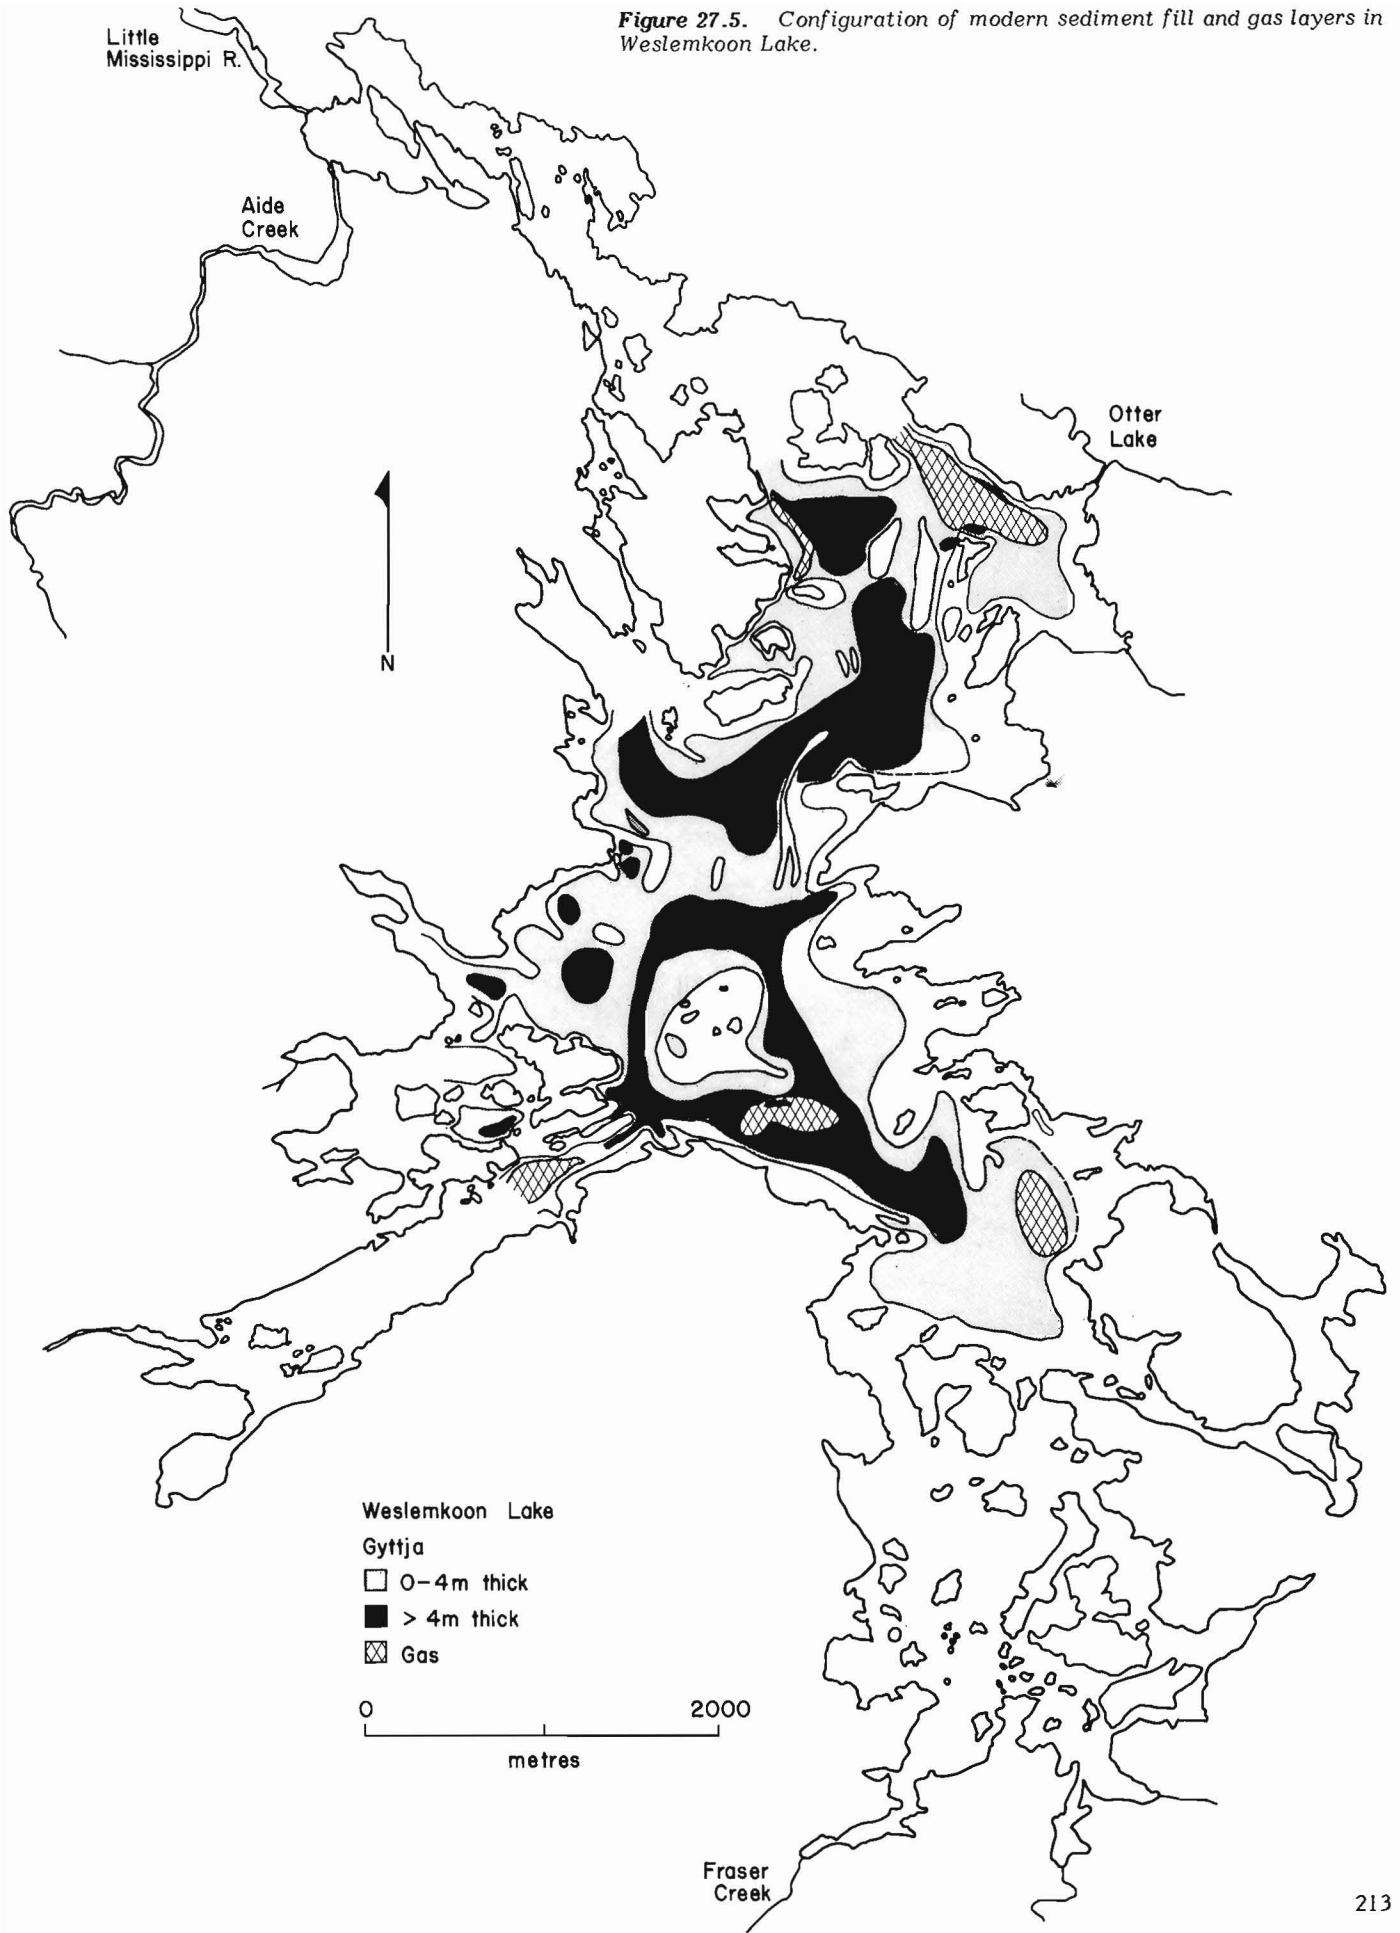 Figure 27.5. Configuration of modern sediment fill and gas layers in
Weslemkoon Lake.
Little
Mississippi R.
Aide
Creek
Otter
Lake
N
Weslemkoon Lake
Gyttja
0-4m thick
> 4m thick
Gas
0 2000
metres
Fraser
Creek
213